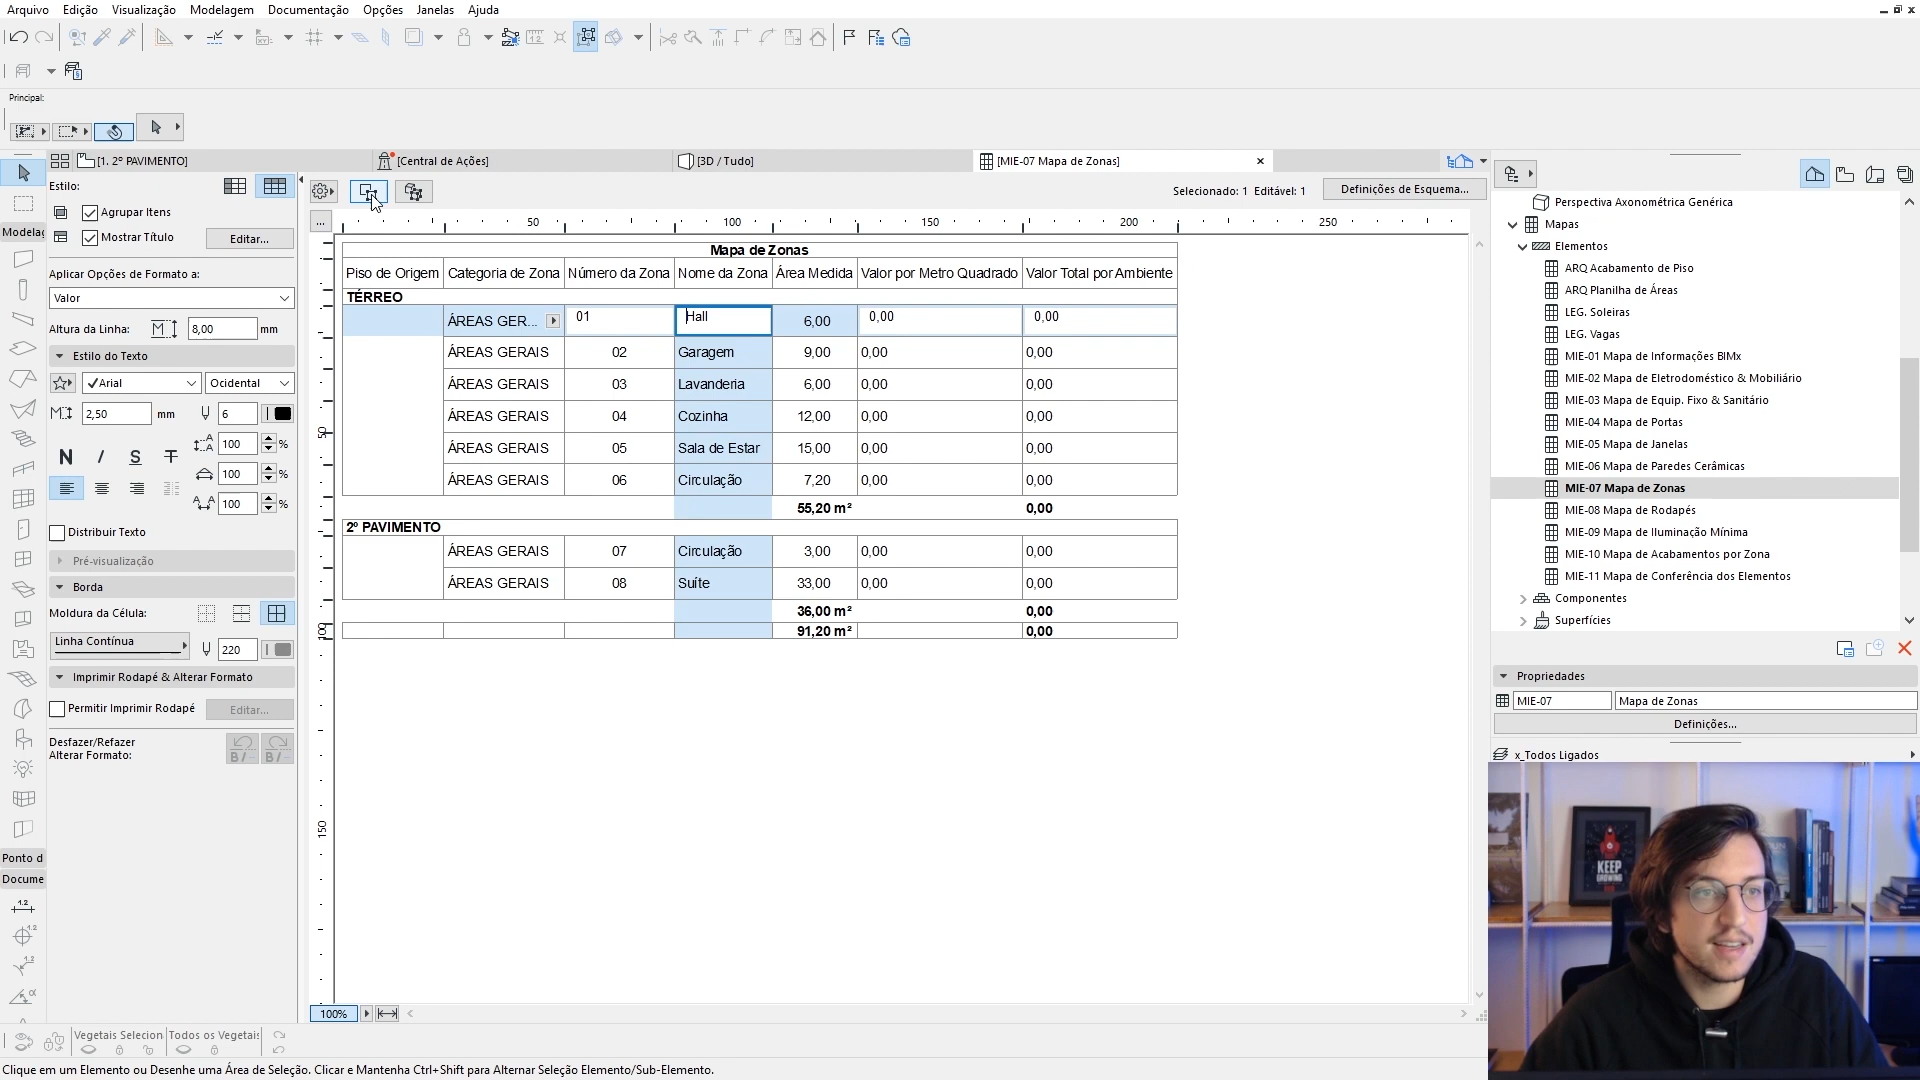 Arquivo Edição Visualização Modelagem Documentação Opções Janelas Ajuda
Principal:
[1. 2º PAVIMENTO] [Central de Ações] [3D / Tudo] [MIE-07 Mapa de Zonas]
Estilo:
Agrupar Itens
Mostrar Título Editar...
Aplicar Opções de Formato a:
Valor
Altura da Linha: 8,00 mm
Estilo do Texto
Arial Ocidental
2,50 mm 6
100 %
N I S T
100 %
100 %
Distribuir Texto
Pré-visualização
Borda
Moldura da Célula:
Linha Contínua 220
Imprimir Rodapé & Alterar Formato
Permitir Imprimir Rodapé Editar...
Desfazer/Refazer
Alterar Formato:
Modelag
Ponto d
Docume
Selecionado: 1 Editável: 1 Definições de Esquema...
... 50 100 150 200 250
50
100
150
Mapa de Zonas
Piso de Origem Categoria de Zona Número da Zona Nome da Zona Área Medida Valor por Metro Quadrado Valor Total por Ambiente
TÉRREO
ÁREAS GER... 01 Hall 6,00 0,00 0,00
ÁREAS GERAIS 02 Garagem 9,00 0,00 0,00
ÁREAS GERAIS 03 Lavanderia 6,00 0,00 0,00
ÁREAS GERAIS 04 Cozinha 12,00 0,00 0,00
ÁREAS GERAIS 05 Sala de Estar 15,00 0,00 0,00
ÁREAS GERAIS 06 Circulação 7,20 0,00 0,00
55,20 m² 0,00
2º PAVIMENTO
ÁREAS GERAIS 07 Circulação 3,00 0,00 0,00
ÁREAS GERAIS 08 Suíte 33,00 0,00 0,00
36,00 m² 0,00
91,20 m² 0,00
100%
Perspectiva Axonométrica Genérica
Mapas
Elementos
ARQ Acabamento de Piso
ARQ Planilha de Áreas
LEG. Soleiras
LEG. Vagas
MIE-01 Mapa de Informações BIMx
MIE-02 Mapa de Eletrodoméstico & Mobiliário
MIE-03 Mapa de Equip. Fixo & Sanitário
MIE-04 Mapa de Portas
MIE-05 Mapa de Janelas
MIE-06 Mapa de Paredes Cerâmicas
MIE-07 Mapa de Zonas
MIE-08 Mapa de Rodapés
MIE-09 Mapa de Iluminação Mínima
MIE-10 Mapa de Acabamentos por Zona
MIE-11 Mapa de Conferência dos Elementos
Componentes
Superfícies
Propriedades
MIE-07 Mapa de Zonas
Definições...
x_Todos Ligados
KEEP
GROWING
Vegetais Selecion Todos os Vegetais
Clique em um Elemento ou Desenhe uma Área de Seleção. Clicar e Mantenha Ctrl+Shift para Alternar Seleção Elemento/Sub-Elemento.